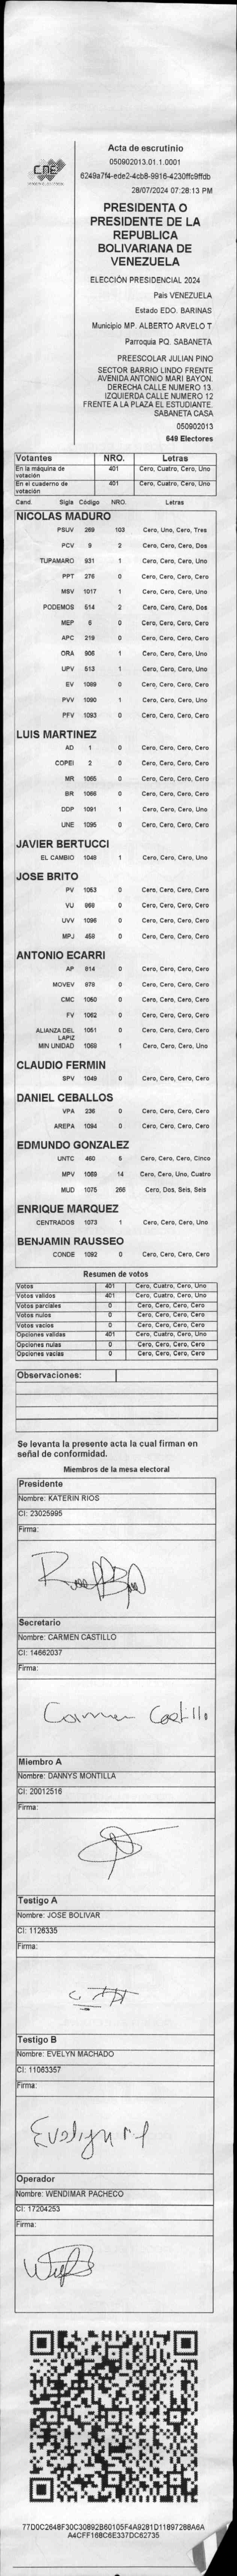 Acta de escrutinio
050902013.01.1.0001
6249a7f4-ede2-4cb8-9916-4230ffc9ffdb
28/07/2024 07:28:13 PM
CNE
PRESIDENTA O
PRESIDENTE DE LA
REPUBLICA
BOLIVARIANA DE
VENEZUELA
ELECCIÓN PRESIDENCIAL 2024
Pais VENEZUELA
Estado EDO. BARINAS
Municipio MP. ALBERTO ARVELO T
Parroquia PQ. SABANETA
PREESCOLAR JULIAN PINO
SECTOR BARRIO LINDO FRENTE
AVENIDA ANTONIO MARI BAYON.
DERECHA CALLE NUMERO 13.
IZQUIERDA CALLE NUMERO 12
FRENTE A LA PLAZA EL ESTUDIANTE.
SABANETA CASA
050902013
649 Electores
Votantes NRO. Letras
En la máquina de votación 401 Cero, Cuatro, Cero, Uno
En el cuaderno de votación 401 Cero, Cuatro, Cero, Uno
Cand. Sigla Código NRO. Letras
NICOLAS MADURO
PSUV 269 103 Cero, Uno, Cero, Tres
PCV 9 2 Cero, Cero, Cero, Dos
TUPAMARO 931 1 Cero, Cero, Cero, Uno
PPT 276 0 Cero, Cero, Cero, Cero
MSV 1017 1 Cero, Cero, Cero, Uno
PODEMOS 514 2 Cero, Cero, Cero, Dos
MEP 6 0 Cero, Cero, Cero, Cero
APC 219 0 Cero, Cero, Cero, Cero
ORA 906 1 Cero, Cero, Cero, Uno
UPV 513 1 Cero, Cero, Cero, Uno
EV 1089 0 Cero, Cero, Cero, Cero
PVV 1090 1 Cero, Cero, Cero, Uno
PFV 1093 0 Cero, Cero, Cero, Cero
LUIS MARTINEZ
AD 1 0 Cero, Cero, Cero, Cero
COPEI 2 0 Cero, Cero, Cero, Cero
MR 1065 0 Cero, Cero, Cero, Cero
BR 1066 0 Cero, Cero, Cero, Cero
DDP 1091 1 Cero, Cero, Cero, Uno
UNE 1095 0 Cero, Cero, Cero, Cero
JAVIER BERTUCCI
EL CAMBIO 1048 1 Cero, Cero, Cero, Uno
JOSE BRITO
PV 1053 0 Cero, Cero, Cero, Cero
VU 968 0 Cero, Cero, Cero, Cero
UVV 1096 0 Cero, Cero, Cero, Cero
MPJ 458 0 Cero, Cero, Cero, Cero
ANTONIO ECARRI
AP 814 0 Cero, Cero, Cero, Cero
MOVEV 878 0 Cero, Cero, Cero, Cero
CMC 1060 0 Cero, Cero, Cero, Cero
FV 1062 0 Cero, Cero, Cero, Cero
ALIANZA DEL LAPIZ 1061 0 Cero, Cero, Cero, Cero
MIN UNIDAD 1068 1 Cero, Cero, Cero, Uno
CLAUDIO FERMIN
SPV 1049 0 Cero, Cero, Cero, Cero
DANIEL CEBALLOS
VPA 236 0 Cero, Cero, Cero, Cero
AREPA 1094 0 Cero, Cero, Cero, Cero
EDMUNDO GONZALEZ
UNTC 460 5 Cero, Cero, Cero, Cinco
MPV 1069 14 Cero, Cero, Uno, Cuatro
MUD 1075 266 Cero, Dos, Seis, Seis
ENRIQUE MARQUEZ
CENTRADOS 1073 1 Cero, Cero, Cero, Uno
BENJAMIN RAUSSEO
CONDE 1092 0 Cero, Cero, Cero, Cero
Resumen de votos
Votos 401 Cero, Cuatro, Cero, Uno
Votos validos 401 Cero, Cuatro, Cero, Uno
Votos parciales 0 Cero, Cero, Cero, Cero
Votos nulos 0 Cero, Cero, Cero, Cero
Votos vacios 0 Cero, Cero, Cero, Cero
Opciones validas 401 Cero, Cuatro, Cero, Uno
Opciones nulas 0 Cero, Cero, Cero, Cero
Opciones vacias 0 Cero, Cero, Cero, Cero
Observaciones:
Se levanta la presente acta la cual firman en
señal de conformidad.
Miembros de la mesa electoral
Presidente
Nombre: KATERIN RIOS
CI: 23025995
Firma:
Secretario
Nombre: CARMEN CASTILLO
CI: 14662037
Firma:
Carmen Castillo
Miembro A
Nombre: DANNYS MONTILLA
CI: 20012516
Firma:
Testigo A
Nombre: JOSE BOLIVAR
CI: 1126335
Firma:
Testigo B
Nombre: EVELYN MACHADO
CI: 11083357
Firma:
Evelyn M
Operador
Nombre: WENDIMAR PACHECO
CI: 17204253
Firma:
77D0C2648F30C30892B60105F4A9281D11897288A6A
A4CFF16BC6E337DC62735